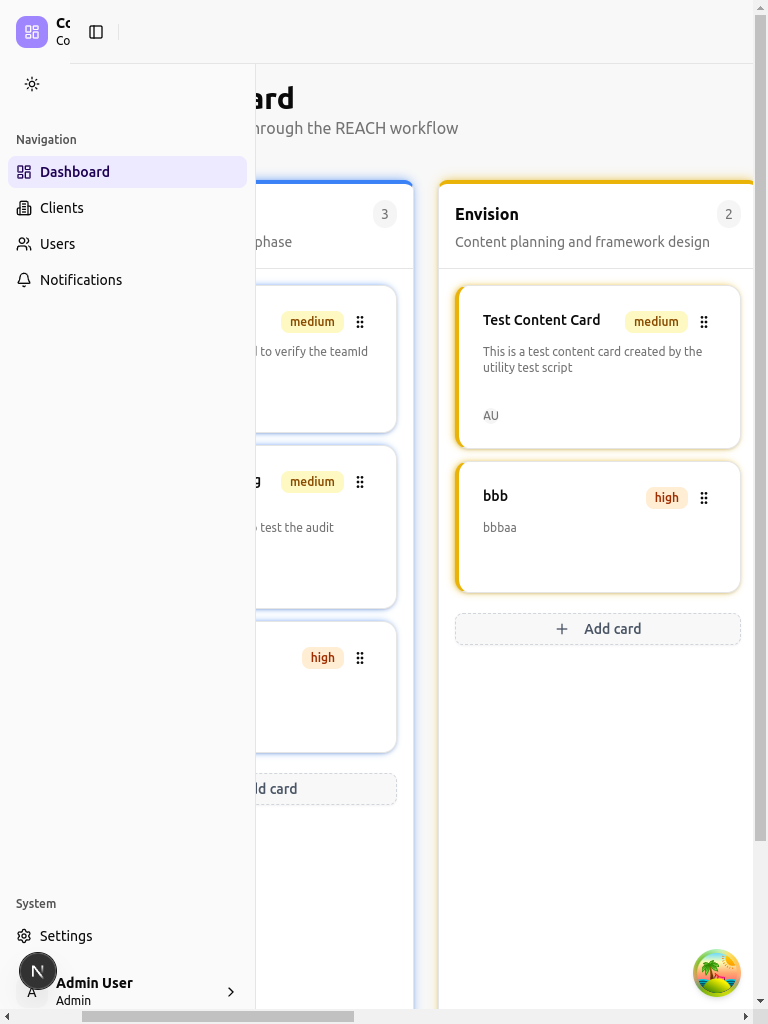 Co
Co
Navigation
Dashboard
Clients
Users
Notifications
ard
hrough the REACH workflow
3
phase
medium
l to verify the teamId
g
medium
test the audit
high
dd card
Envision
2
Content planning and framework design
Test Content Card
medium
This is a test content card created by the
utility test script
AU
bbb
high
bbbaa
Add card
System
Settings
N
A
Admin User
Admin